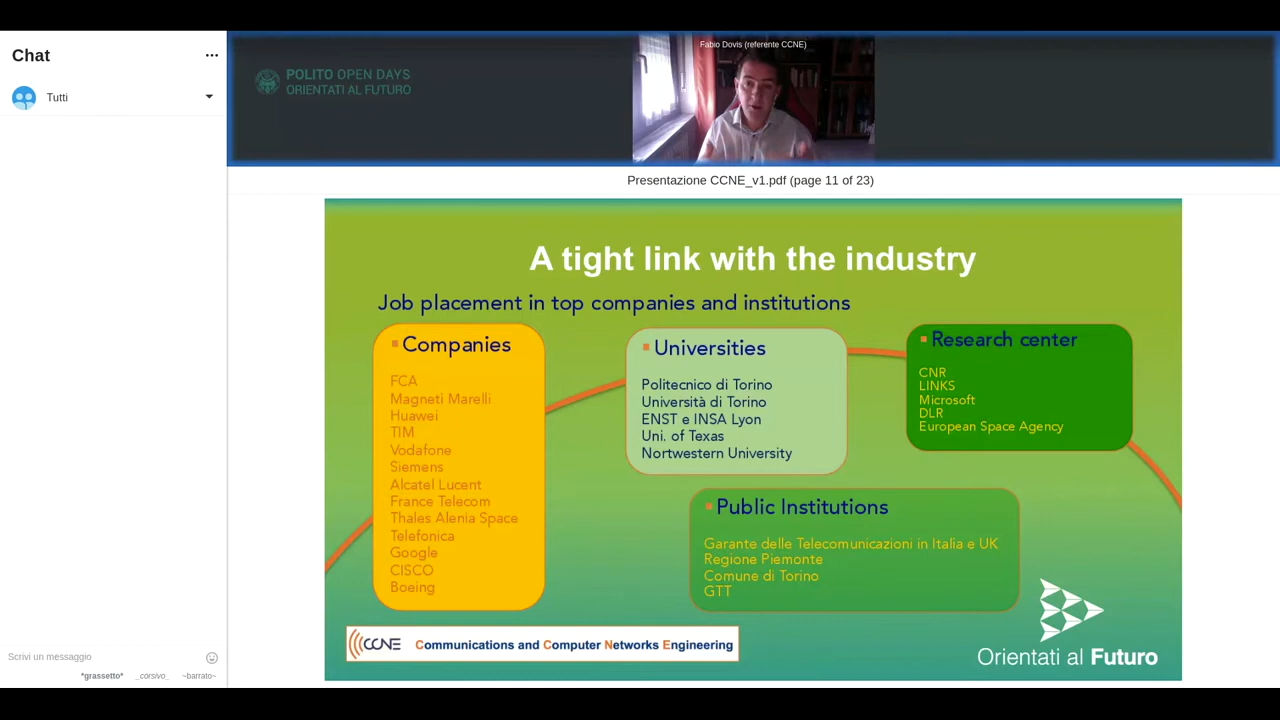 Chat
Tutti
Scrivi un messaggio
*grassetto* _corsivo_ ~barrato~
POLITO OPEN DAYS
ORIENTATI AL FUTURO
Fabio Dovis (referente CCNE)
Presentazione CCNE_v1.pdf (page 11 of 23)
A tight link with the industry
Job placement in top companies and institutions
Companies
FCA
Magneti Marelli
Huawei
TIM
Vodafone
Siemens
Alcatel Lucent
France Telecom
Thales Alenia Space
Telefonica
Google
CISCO
Boeing
Universities
Politecnico di Torino
Università di Torino
ENST e INSA Lyon
Uni. of Texas
Nortwestern University
Research center
CNR
LINKS
Microsoft
DLR
European Space Agency
Public Institutions
Garante delle Telecomunicazioni in Italia e UK
Regione Piemonte
Comune di Torino
GTT
CCNE Communications and Computer Networks Engineering
Orientati al Futuro